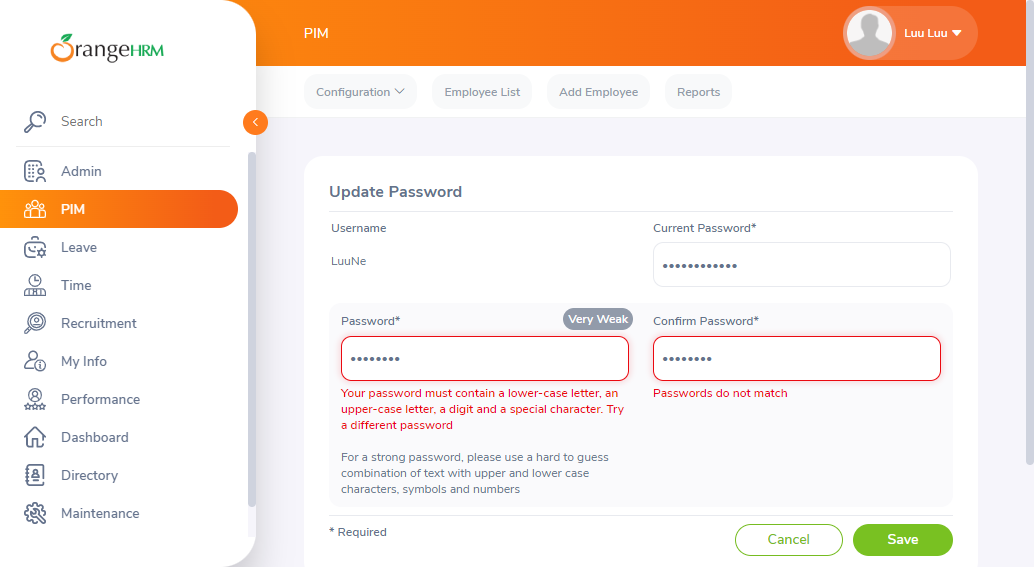 OrangeHRM
PIM
Luu Luu
Configuration
Employee List
Add Employee
Reports
Search
Admin
PIM
Leave
Time
Recruitment
My Info
Performance
Dashboard
Directory
Maintenance
Update Password
Username
LuuNe
Current Password*
••••••••••••
Password*
Very Weak
••••••••
Your password must contain a lower-case letter, an
upper-case letter, a digit and a special character. Try
a different password
For a strong password, please use a hard to guess
combination of text with upper and lower case
characters, symbols and numbers
Confirm Password*
••••••••
Passwords do not match
* Required
Cancel
Save